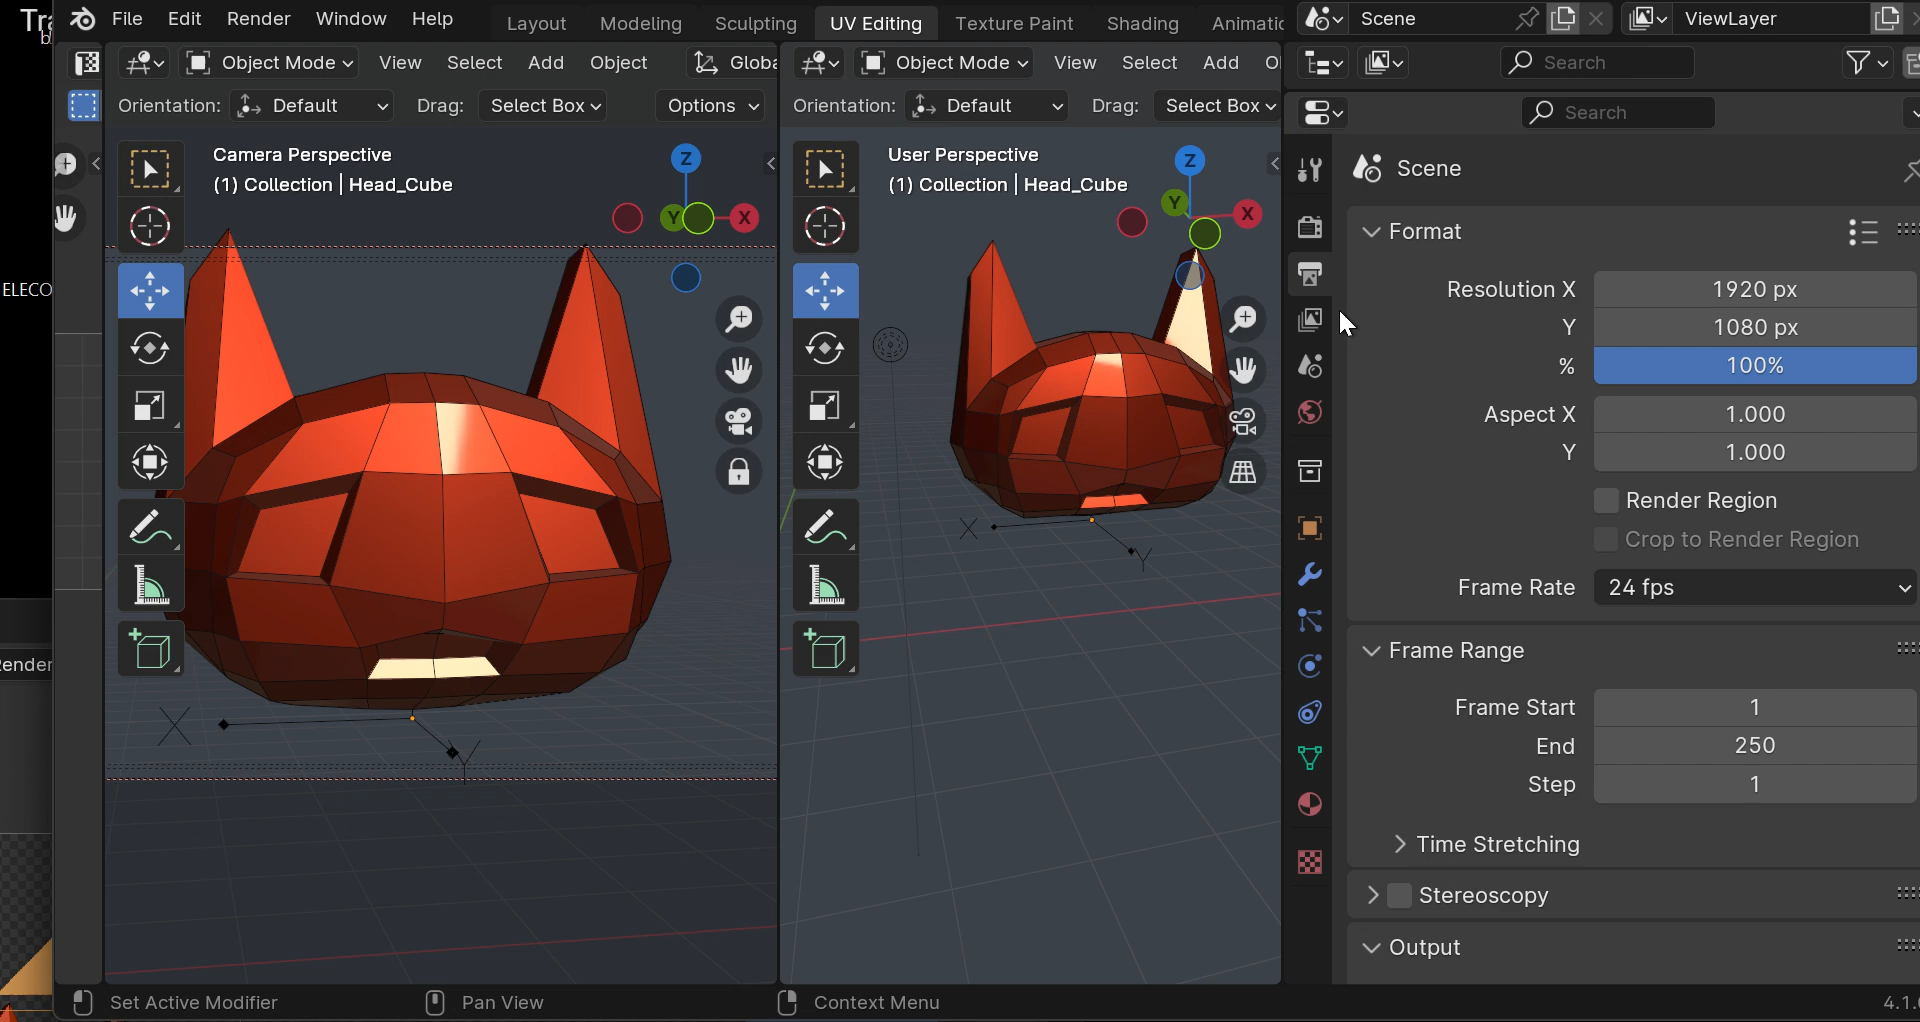 File Edit Render Window Help
Layout Modeling Sculpting UV Editing Texture Paint Shading
Scene
ViewLayer
Object Mode View Select Add Object
Object Mode View Select Add
Search
Orientation: Default Drag: Select Box Options
Orientation: Default Drag: Select Box
Search
Camera Perspective
(1) Collection | Head_Cube
Z
Y
X
User Perspective
(1) Collection | Head_Cube
Z
Y
X
Scene
Format
Resolution X 1920 px
Y 1080 px
% 100%
Aspect X 1.000
Y 1.000
Render Region
Crop to Render Region
Frame Rate 24 fps
Frame Range
Frame Start 1
End 250
Step 1
Time Stretching
Stereoscopy
Output
Set Active Modifier Pan View Context Menu